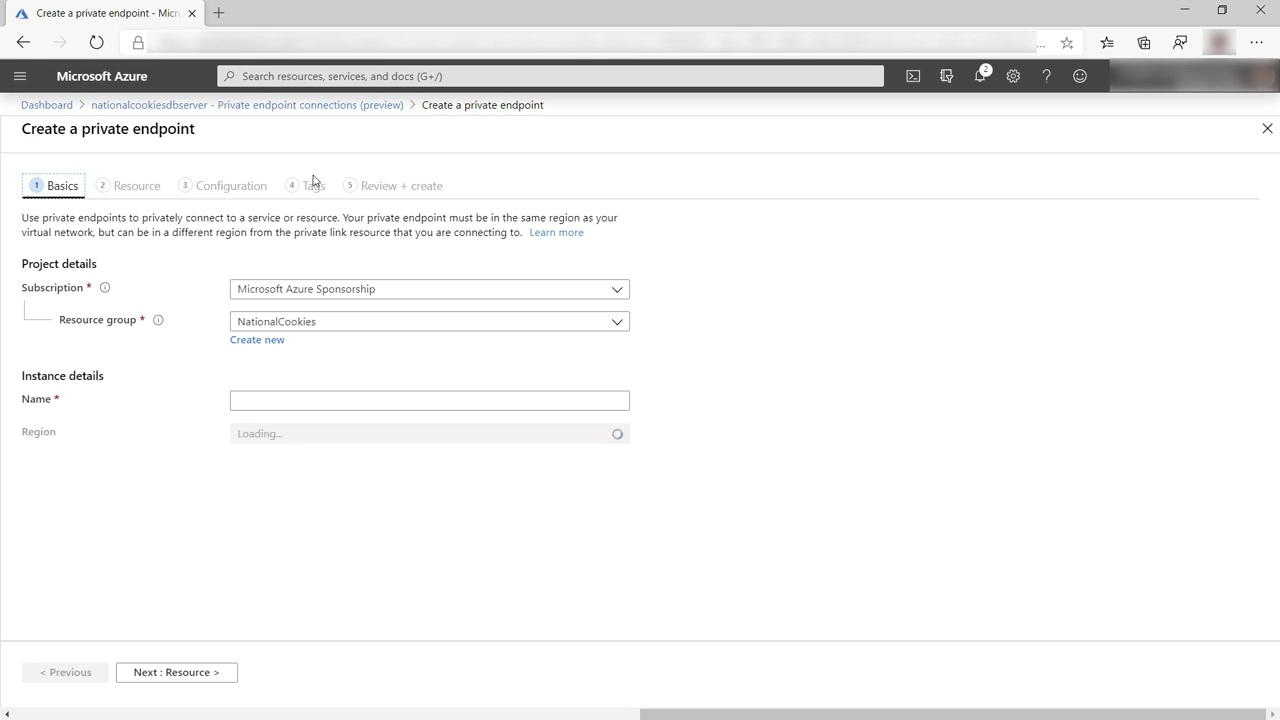 Create a private endpoint - Micr
Microsoft Azure
Search resources, services, and docs (G+/)
2
Dashboard > nationalcookiesdbserver - Private endpoint connections (preview) > Create a private endpoint
Create a private endpoint
1 Basics 2 Resource 3 Configuration 4 Tags 5 Review + create
Use private endpoints to privately connect to a service or resource. Your private endpoint must be in the same region as your
virtual network, but can be in a different region from the private link resource that you are connecting to. Learn more
Project details
Subscription *
Microsoft Azure Sponsorship
Resource group *
NationalCookies
Create new
Instance details
Name *
Region
Loading...
< Previous
Next : Resource >